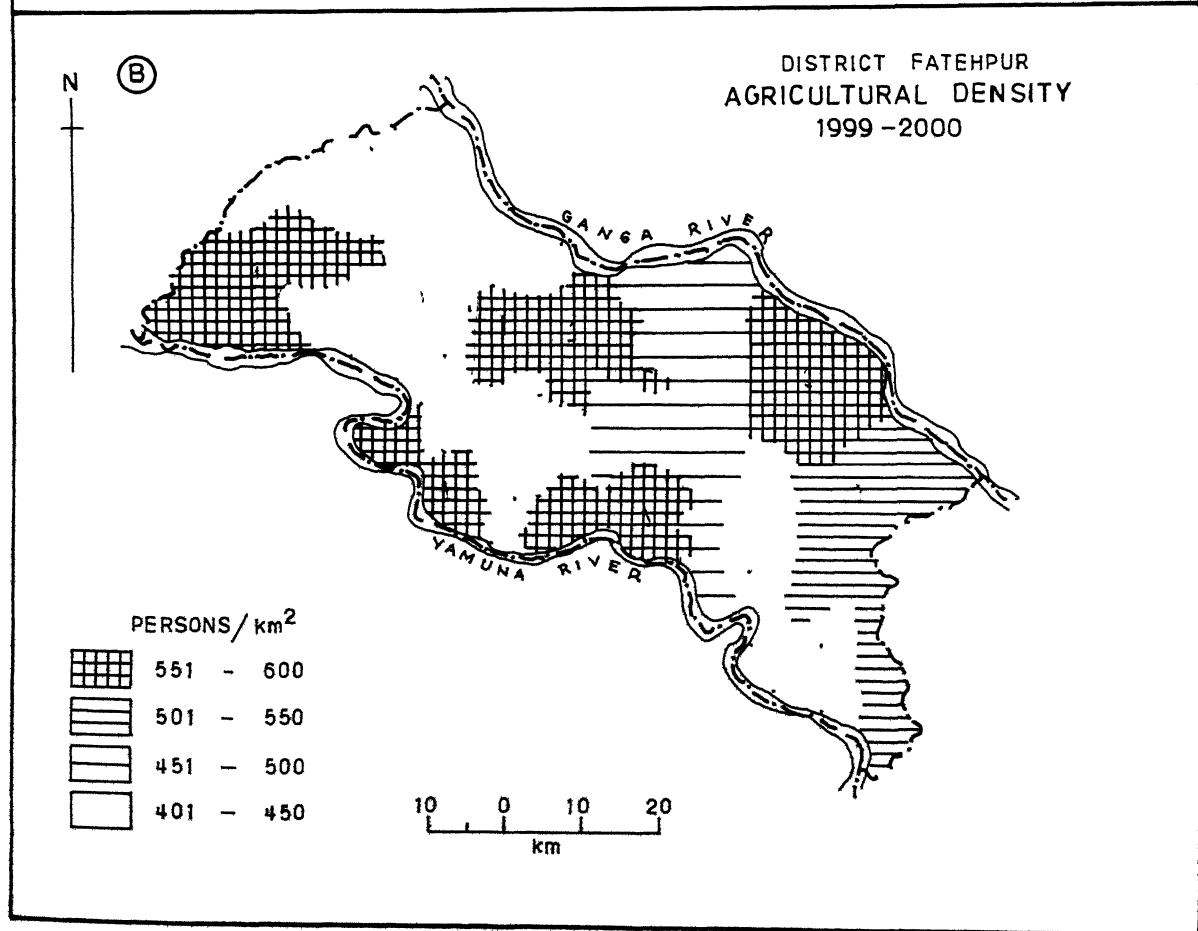 DISTRICT FATEHPUR
AGRICULTURAL DENSITY
1999-2000
N
B
GANGA RIVER
YAMUNA RIVER
PERSONS/km²
551 - 600
501 - 550
451 - 500
401 - 450
10 0 10 20
km